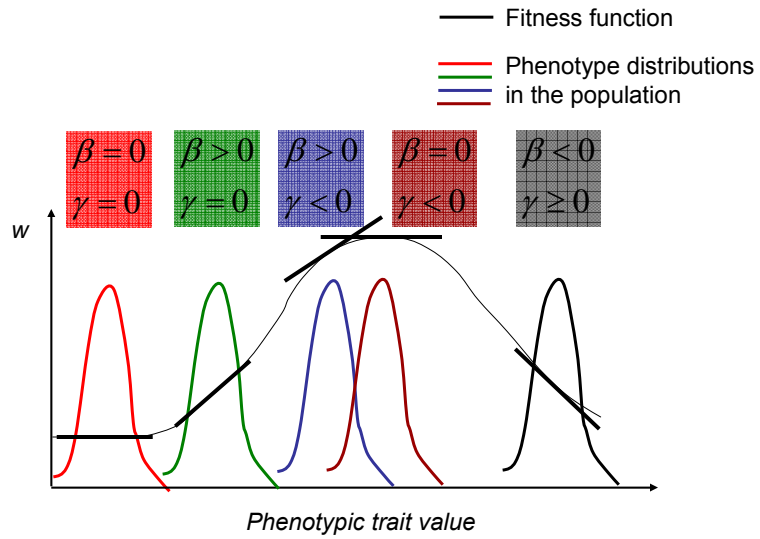 Fitness function
Phenotype distributions
in the population
β = 0
γ = 0
β > 0
γ = 0
β > 0
γ < 0
β = 0
γ < 0
β < 0
γ ≥ 0
w
Phenotypic trait value